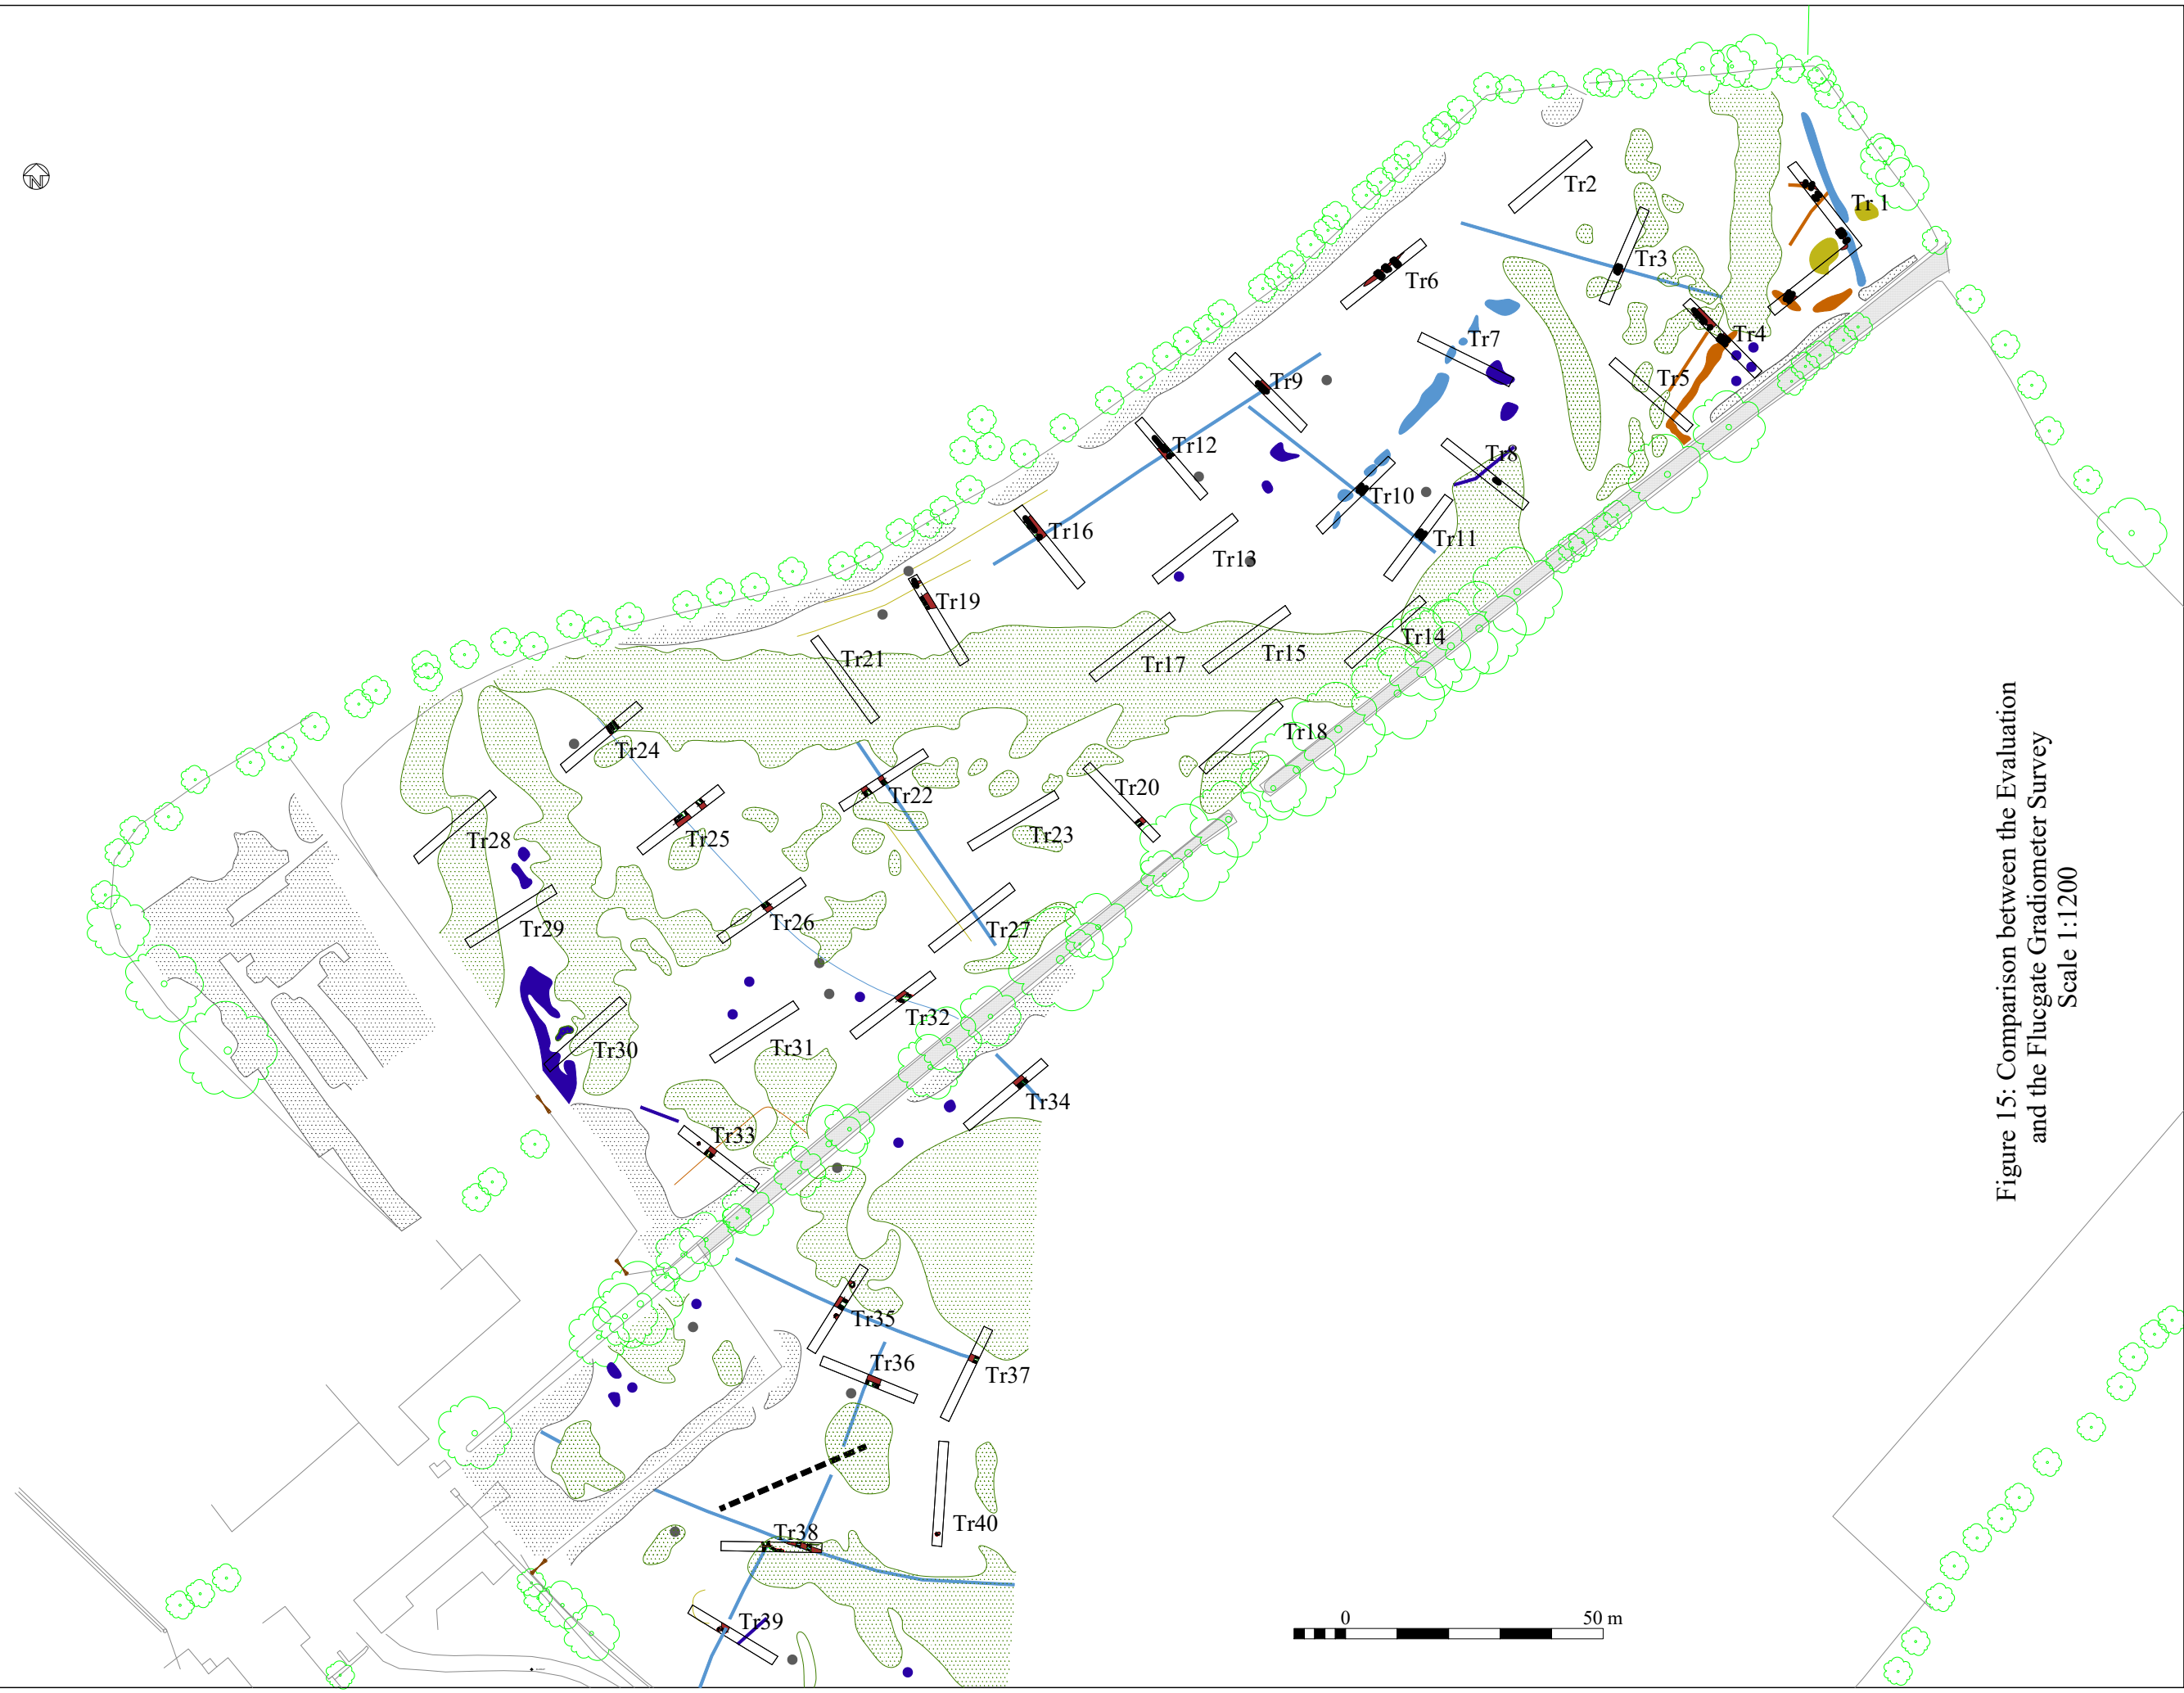 N
Tr 1
Tr2
Tr3
Tr6
Tr4
Tr7
Tr5
Tr9
Tr12
Tr8
Tr10
Tr16
Tr11
Tr13
Tr19
Tr14
Tr15
Tr21
Tr17
Tr18
Tr24
Tr20
Tr22
Tr23
Tr25
Tr28
Tr26
Tr29
Tr27
Tr32
Tr31
Tr30
Tr34
Tr33
Tr35
Tr36
Tr37
Tr40
Tr38
Tr39
0 50 m
Figure 15: Comparison between the Evaluation
and the Flucgate Gradiometer Survey
Scale 1:1200